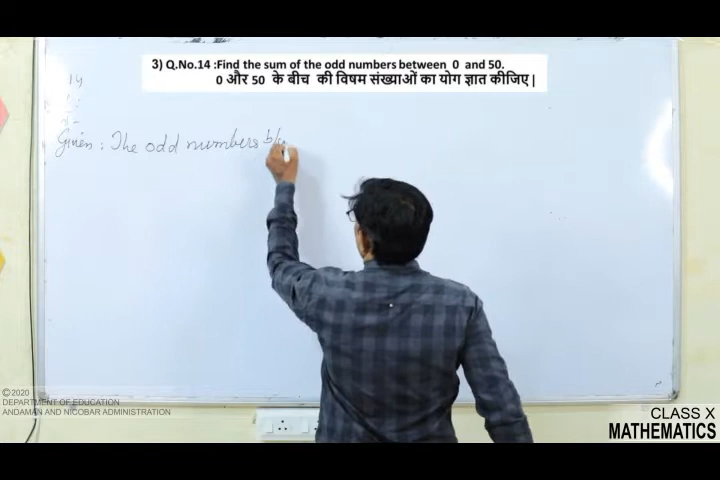 3) Q.No.14 :Find the sum of the odd numbers between 0 and 50.
0 और 50 के बीच की विषम संख्याओं का योग ज्ञात कीजिए |
14
Given : The odd numbers b/w
©2020
DEPARTMENT OF EDUCATION
ANDAMAN AND NICOBAR ADMINISTRATION
CLASS X
MATHEMATICS